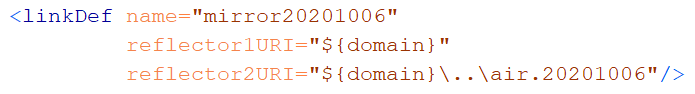 <linkDef name="mirror20201006"
reflector1URI="${domain}"
reflector2URI="${domain}\..\air.20201006"/>